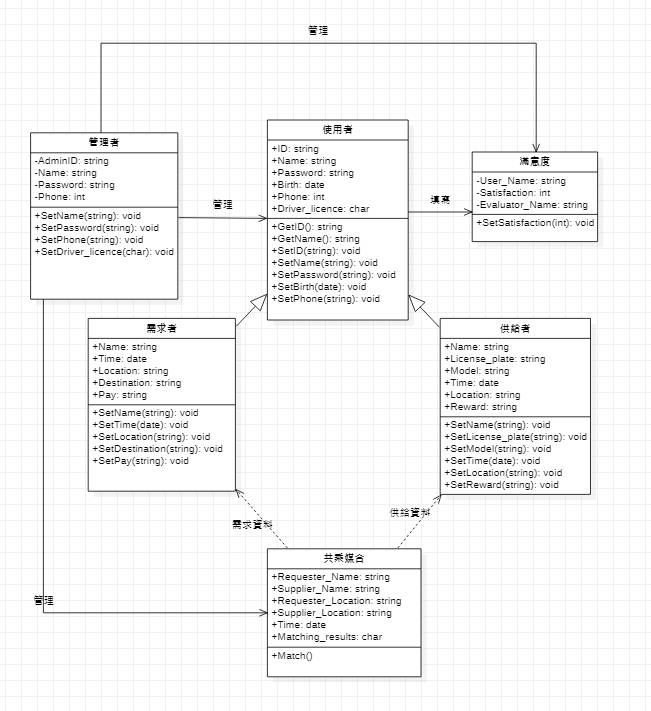 管理
管理者
-AdminID: string
-Name: string
-Password: string
-Phone: int
+SetName(string): void
+SetPassword(string): void
+SetPhone(string): void
+SetDriver_licence(char): void
管理
使用者
+ID: string
+Name: string
+Password: string
+Birth: date
+Phone: int
+Driver_licence: char
+GetID(): string
+GetName(): string
+SetID(string): void
+SetName(string): void
+SetPassword(string): void
+SetBirth(date): void
+SetPhone(string): void
填寫
滿意度
-User_Name: string
-Satisfaction: int
-Evaluator_Name: string
+SetSatisfaction(int): void
需求者
+Name: string
+Time: date
+Location: string
+Destination: string
+Pay: string
+SetName(string): void
+SetTime(date): void
+SetLocation(string): void
+SetDestination(string): void
+SetPay(string): void
供給者
+Name: string
+License_plate: string
+Model: string
+Time: date
+Location: string
+Reward: string
+SetName(string): void
+SetLicense_plate(string): void
+SetModel(string): void
+SetTime(date): void
+SetLocation(string): void
+SetReward(string): void
需求資料
供給資料
管理
共乘媒合
+Requester_Name: string
+Supplier_Name: string
+Requester_Location: string
+Supplier_Location: string
+Time: date
+Matching_results: char
+Match()